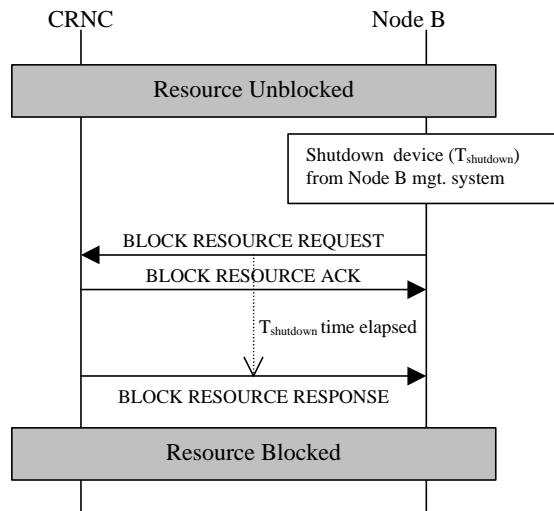 CRNC
Node B
Resource Unblocked
Shutdown device (Tshutdown)
from Node B mgt. system
BLOCK RESOURCE REQUEST
BLOCK RESOURCE ACK
Tshutdown time elapsed
BLOCK RESOURCE RESPONSE
Resource Blocked